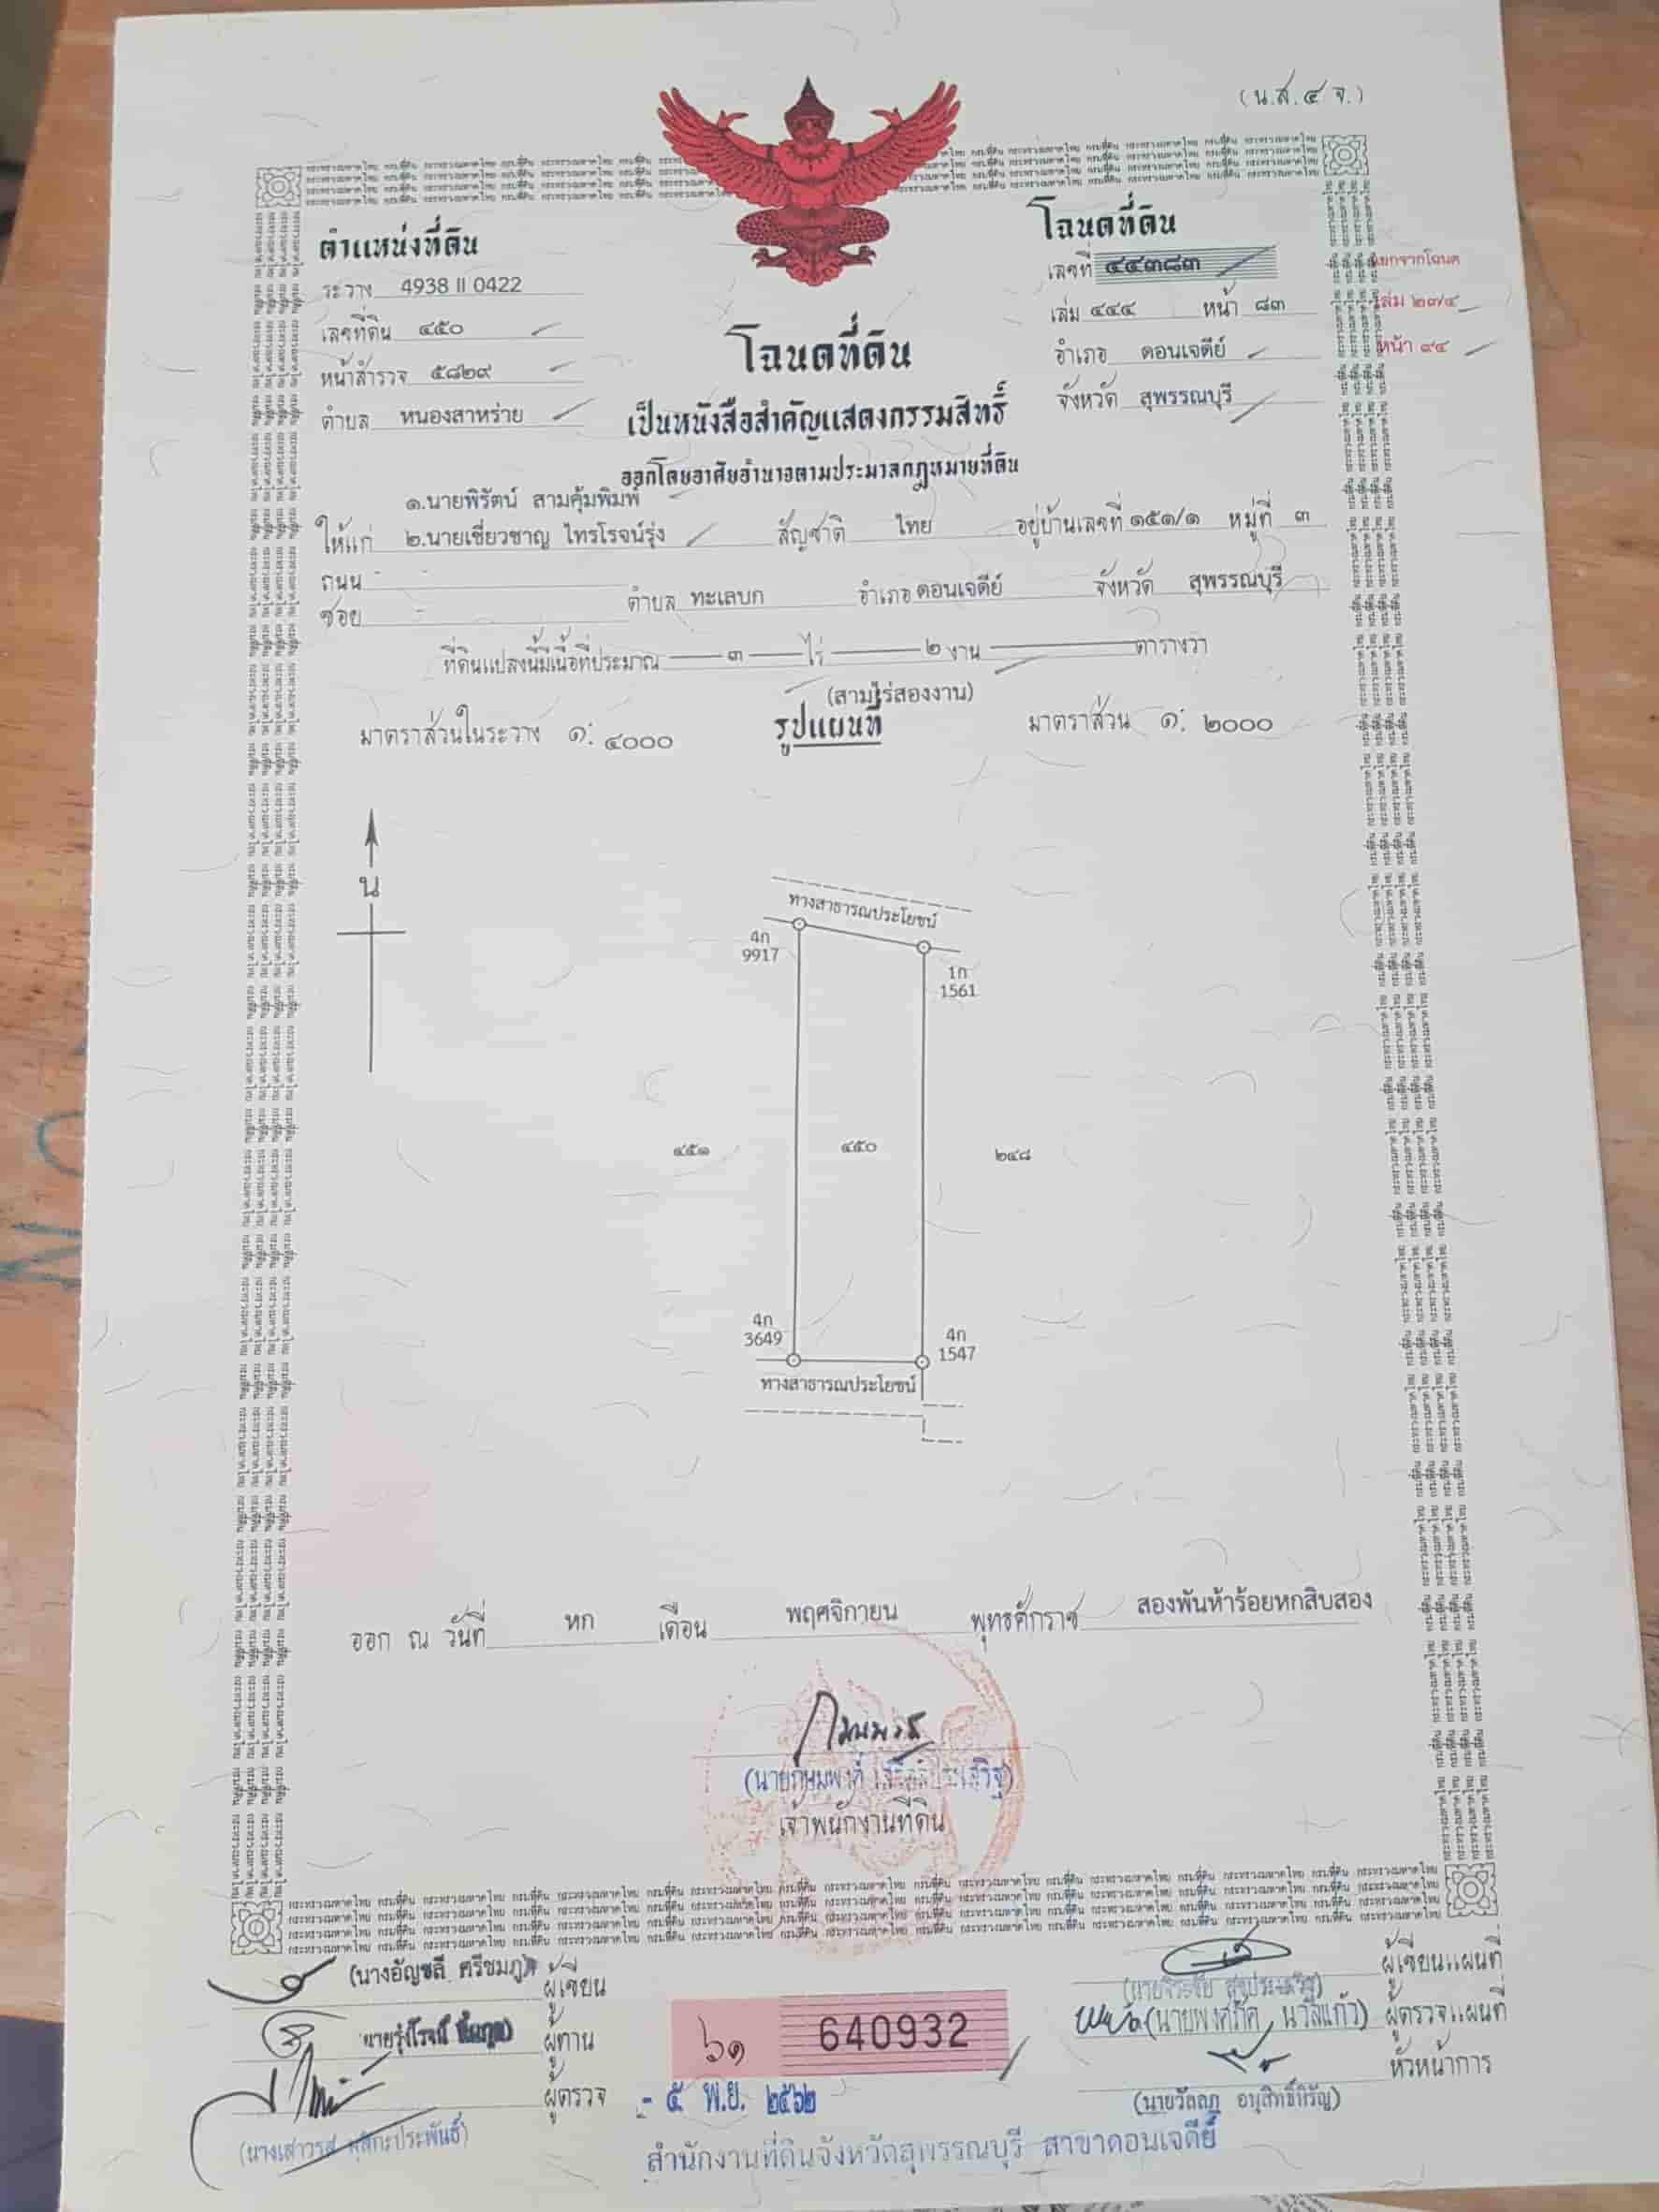 (น.ส. ๔ จ.)
ตำแหน่งที่ดิน
ระวาง 4938 II 0422
เลขที่ดิน ๔๕๐
หน้าสำรวจ ๕๘๒๙
ตำบล หนองสาหร่าย
โฉนดที่ดิน
เลขที่ ๔๔๓๘๓
เล่ม ๔๔๔ หน้า ๘๓
อำเภอ ดอนเจดีย์
จังหวัด สุพรรณบุรี
แยกจากโฉนด
เล่ม ๒๗/๔
หน้า ๙๔
โฉนดที่ดิน
เป็นหนังสือสำคัญแสดงกรรมสิทธิ์
ออกโดยอาศัยอำนาจตามประมวลกฎหมายที่ดิน
๑.นายพิรัตน์ สามคุ้มพิมพ์
ให้แก่ ๒.นายเชี่ยวชาญ ไทรโรจน์รุ่ง สัญชาติ ไทย อยู่บ้านเลขที่ ๑๕๑/๑ หมู่ที่ ๓
ถนน -
ซอย - ตำบล ทะเลบก อำเภอ ดอนเจดีย์ จังหวัด สุพรรณบุรี
ที่ดินแปลงนี้มีเนื้อที่ประมาณ ๓ ไร่ ๒ งาน ตารางวา
(สามไร่สองงาน)
มาตราส่วนในระวาง ๑: ๔๐๐๐ รูปแผนที่ มาตราส่วน ๑: ๒๐๐๐
น
ทางสาธารณประโยชน์
4ก
9917
1ก
1561
๔๕๑ ๔๕๐ ๒๔๘
4ก
3649
4ก
1547
ทางสาธารณประโยชน์
ออก ณ วันที่ หก เดือน พฤศจิกายน พุทธศักราช สองพันห้าร้อยหกสิบสอง
เจ้าพนักงานที่ดิน
กระทรวงมหาดไทย กรมที่ดิน
(นางอัญชลี ศรีชมภู) ผู้เขียน
ผู้ทาน
ผู้ตรวจ
ผู้เขียนแผนที่
ผู้ตรวจแผนที่
หัวหน้าการ
(นายวัลลภ อนุสิทธิ์หิรัญ)
๖๑ 640932
- ๕ พ.ย. ๒๕๖๒
สำนักงานที่ดินจังหวัดสุพรรณบุรี สาขาดอนเจดีย์